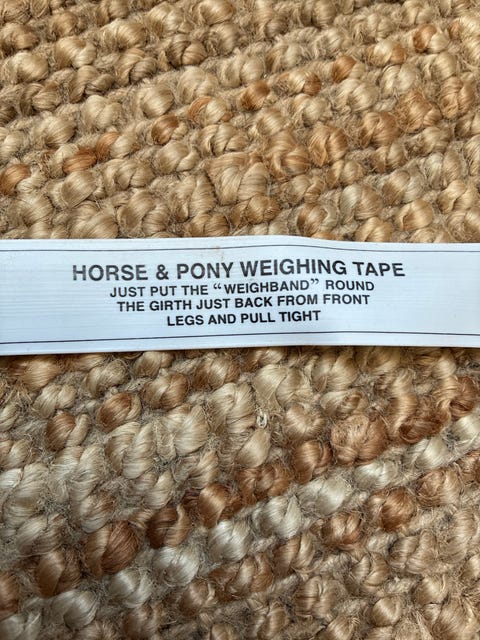 HORSE & PONY WEIGHING TAPE
JUST PUT THE “WEIGHBAND” ROUND
THE GIRTH JUST BACK FROM FRONT
LEGS AND PULL TIGHT